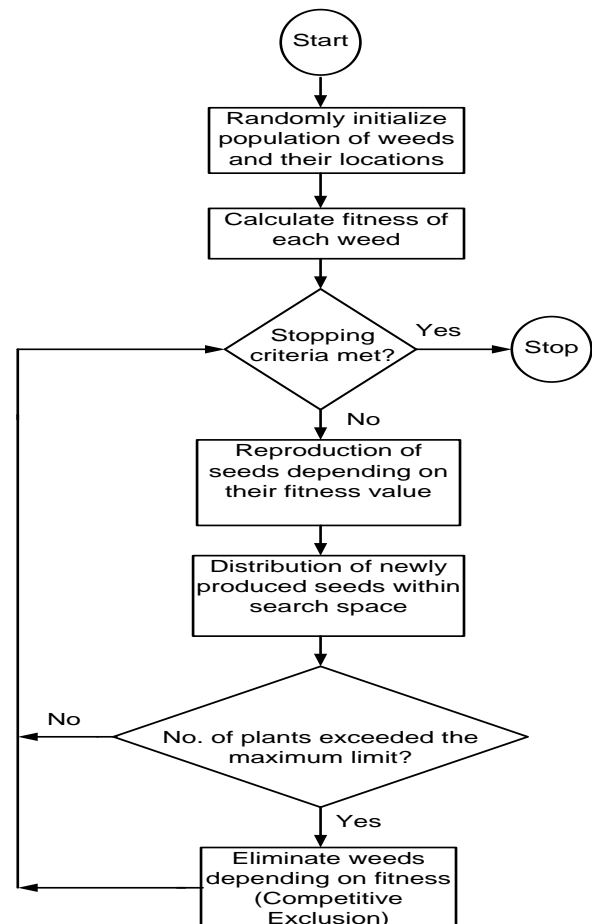 Start
Randomly initialize
population of weeds
and their locations
Calculate fitness of
each weed
Stopping
criteria met?
Yes
Stop
No
Reproduction of
seeds depending on
their fitness value
Distribution of newly
produced seeds within
search space
No
No. of plants exceeded the
maximum limit?
Yes
Eliminate weeds
depending on fitness
(Competitive
Exclusion)